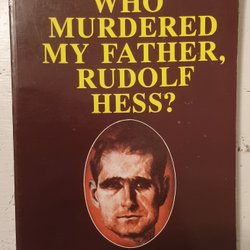 WHO
MURDERED
MY FATHER,
RUDOLF
HESS?